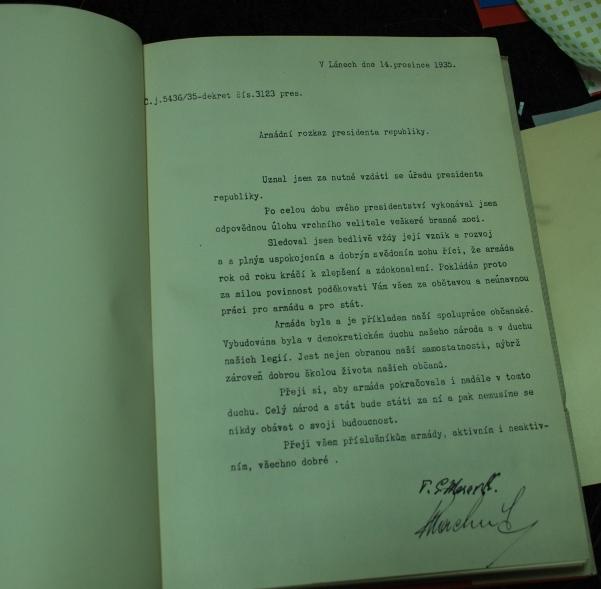 V Lánech dne 14.prosince 1935.
Č.j.5436/35-dekret čís.3123 pres.
Armádní rozkaz presidenta republiky.
Uznal jsem za nutné vzdáti se úřadu presidenta
republiky.
Po celou dobu svého presidentství vykonával jsem
odpovědnou úlohu vrchního velitele veškeré branné moci.
Sledoval jsem bedlivě vždy její vznik a rozvoj
a s plným uspokojením a dobrým svědomím mohu říci, že armáda
rok od roku kráčí k zlepšení a zdokonalení. Pokládám proto
za milou povinnost poděkovati Vám všem za obětavou a neúnavnou
práci pro armádu a pro stát.
Armáda byla a je příkladem naší spolupráce občanské.
Vybudována byla v demokratickém duchu našeho národa a v duchu
našich legií. Jest nejen obranou naší samostatnosti, nýbrž
zároveň dobrou školou života našich občanů.
Přeji si, aby armáda pokračovala i nadále v tomto
duchu. Celý národ a stát bude státi za ní a pak nemusíme se
nikdy obávat o svoji budoucnost.
Přeji všem příslušníkům armády, aktivním i neaktiv-
ním, všechno dobré .
T. G. Masaryk.